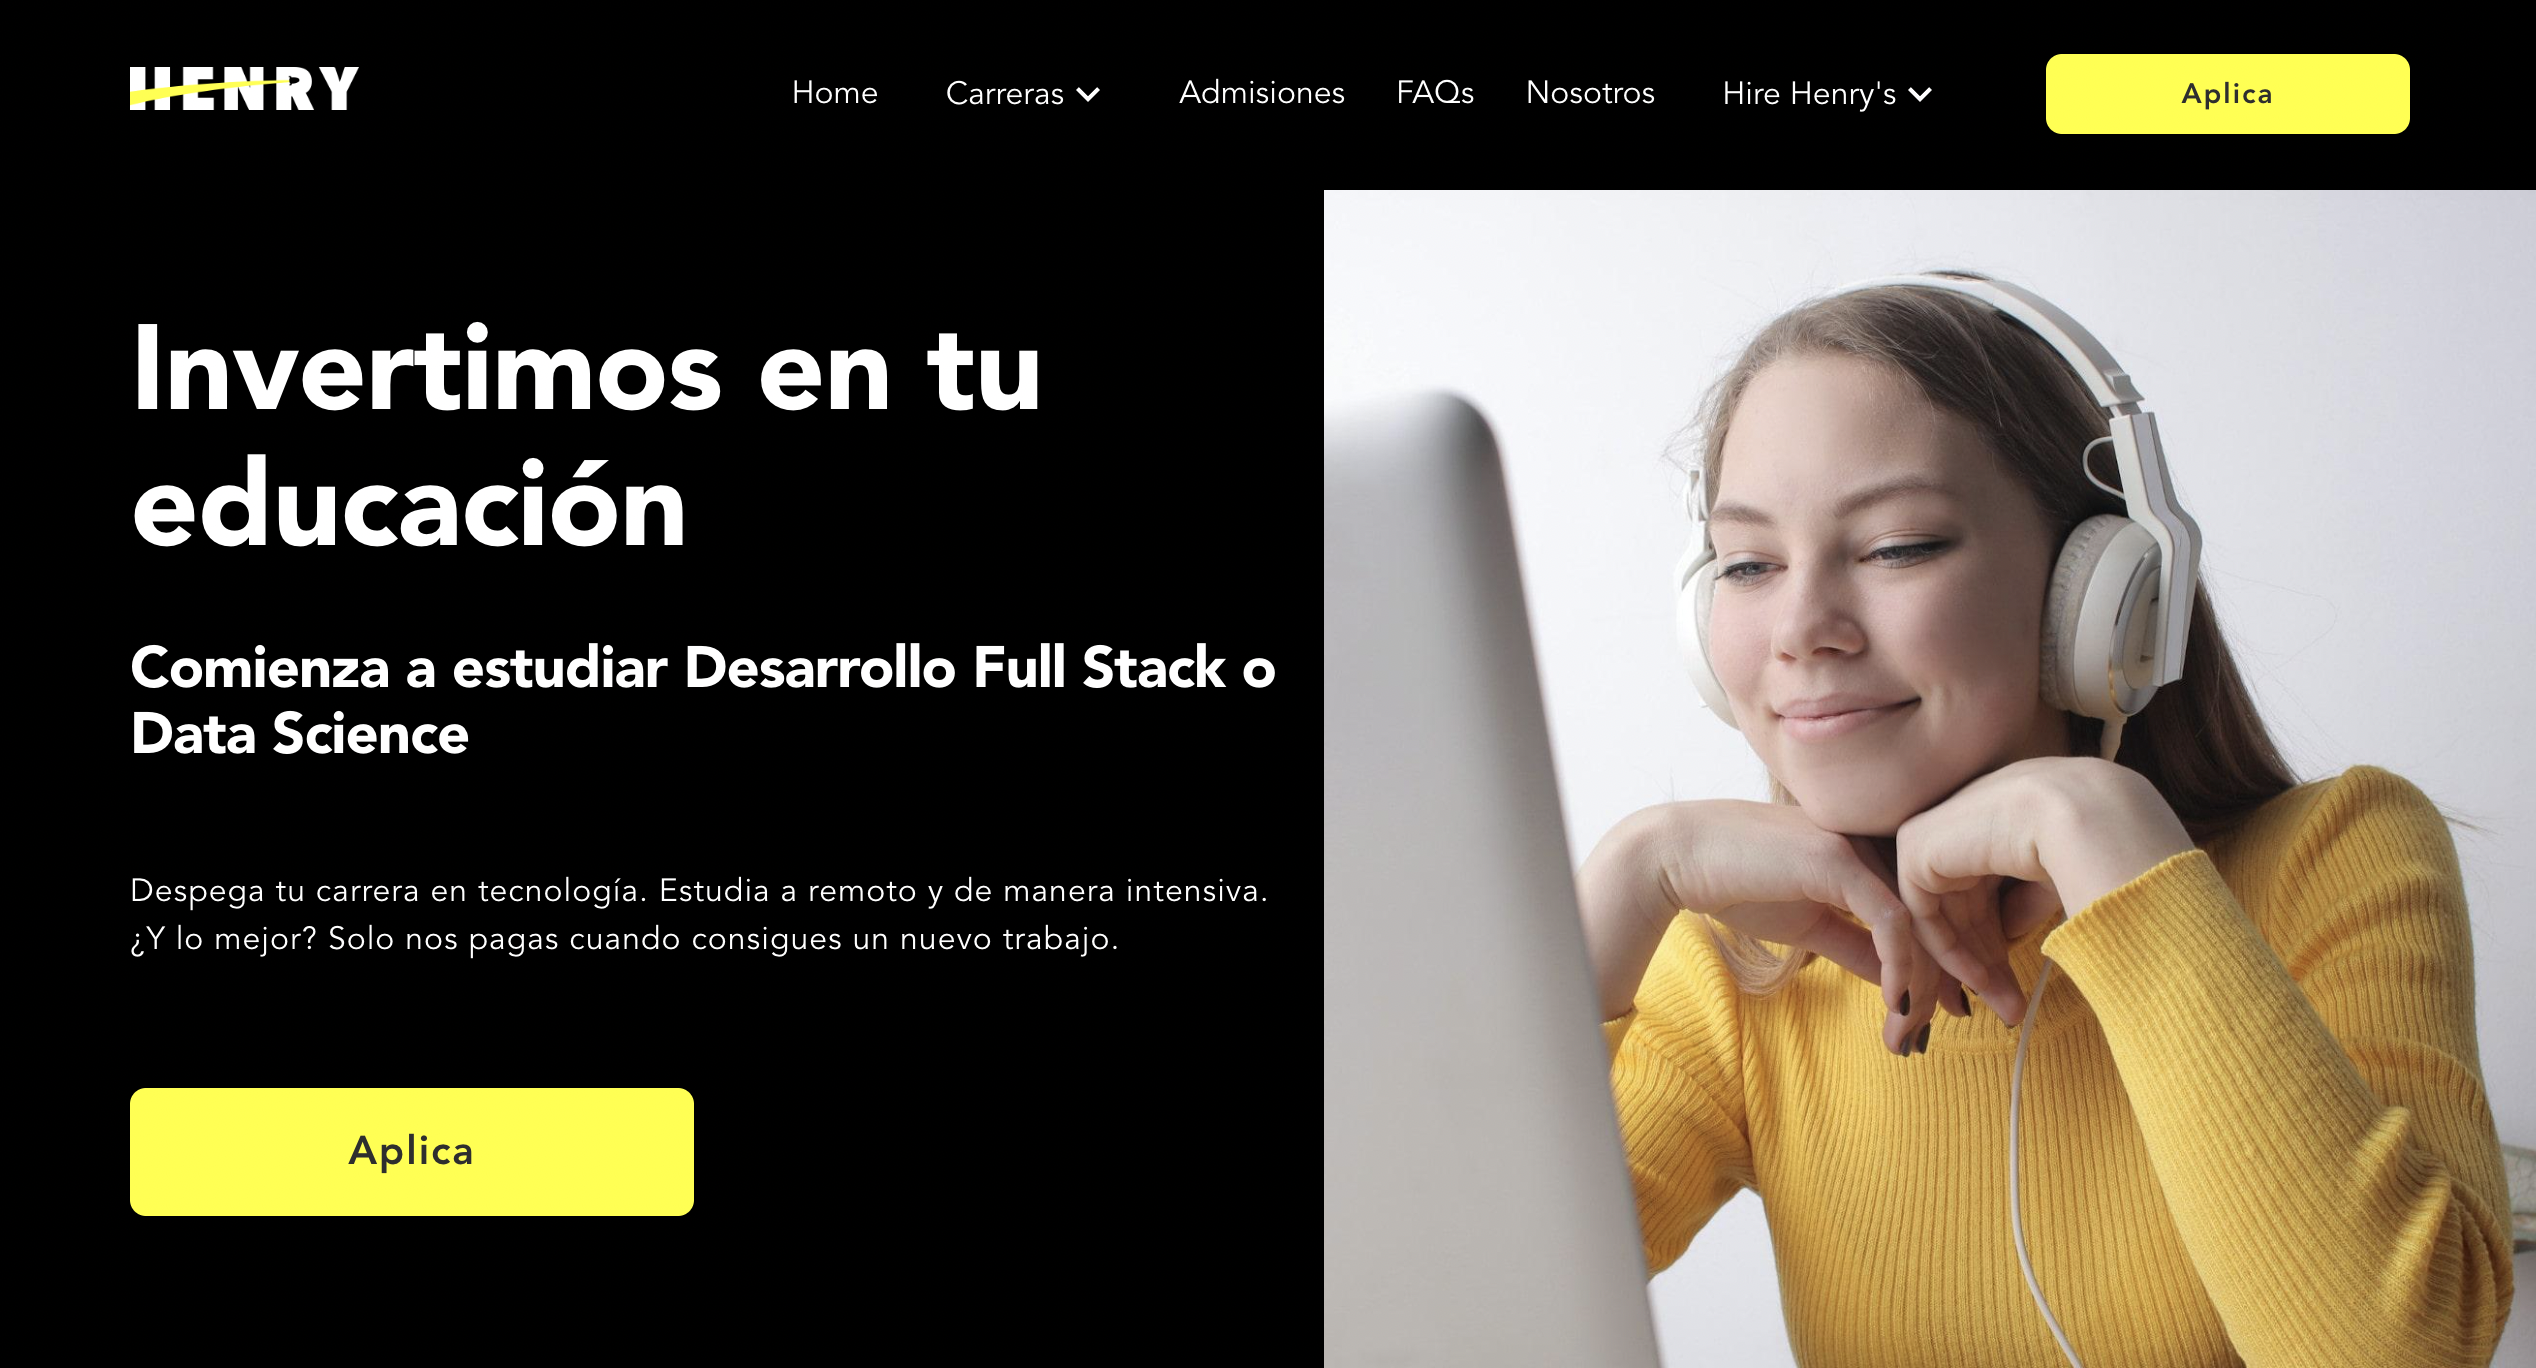 HENRY
Home
Carreras
Admisiones
FAQs
Nosotros
Hire Henry's
Aplica
Invertimos en tu
educación
Comienza a estudiar Desarrollo Full Stack o
Data Science
Despega tu carrera en tecnología. Estudia a remoto y de manera intensiva.
¿Y lo mejor? Solo nos pagas cuando consigues un nuevo trabajo.
Aplica